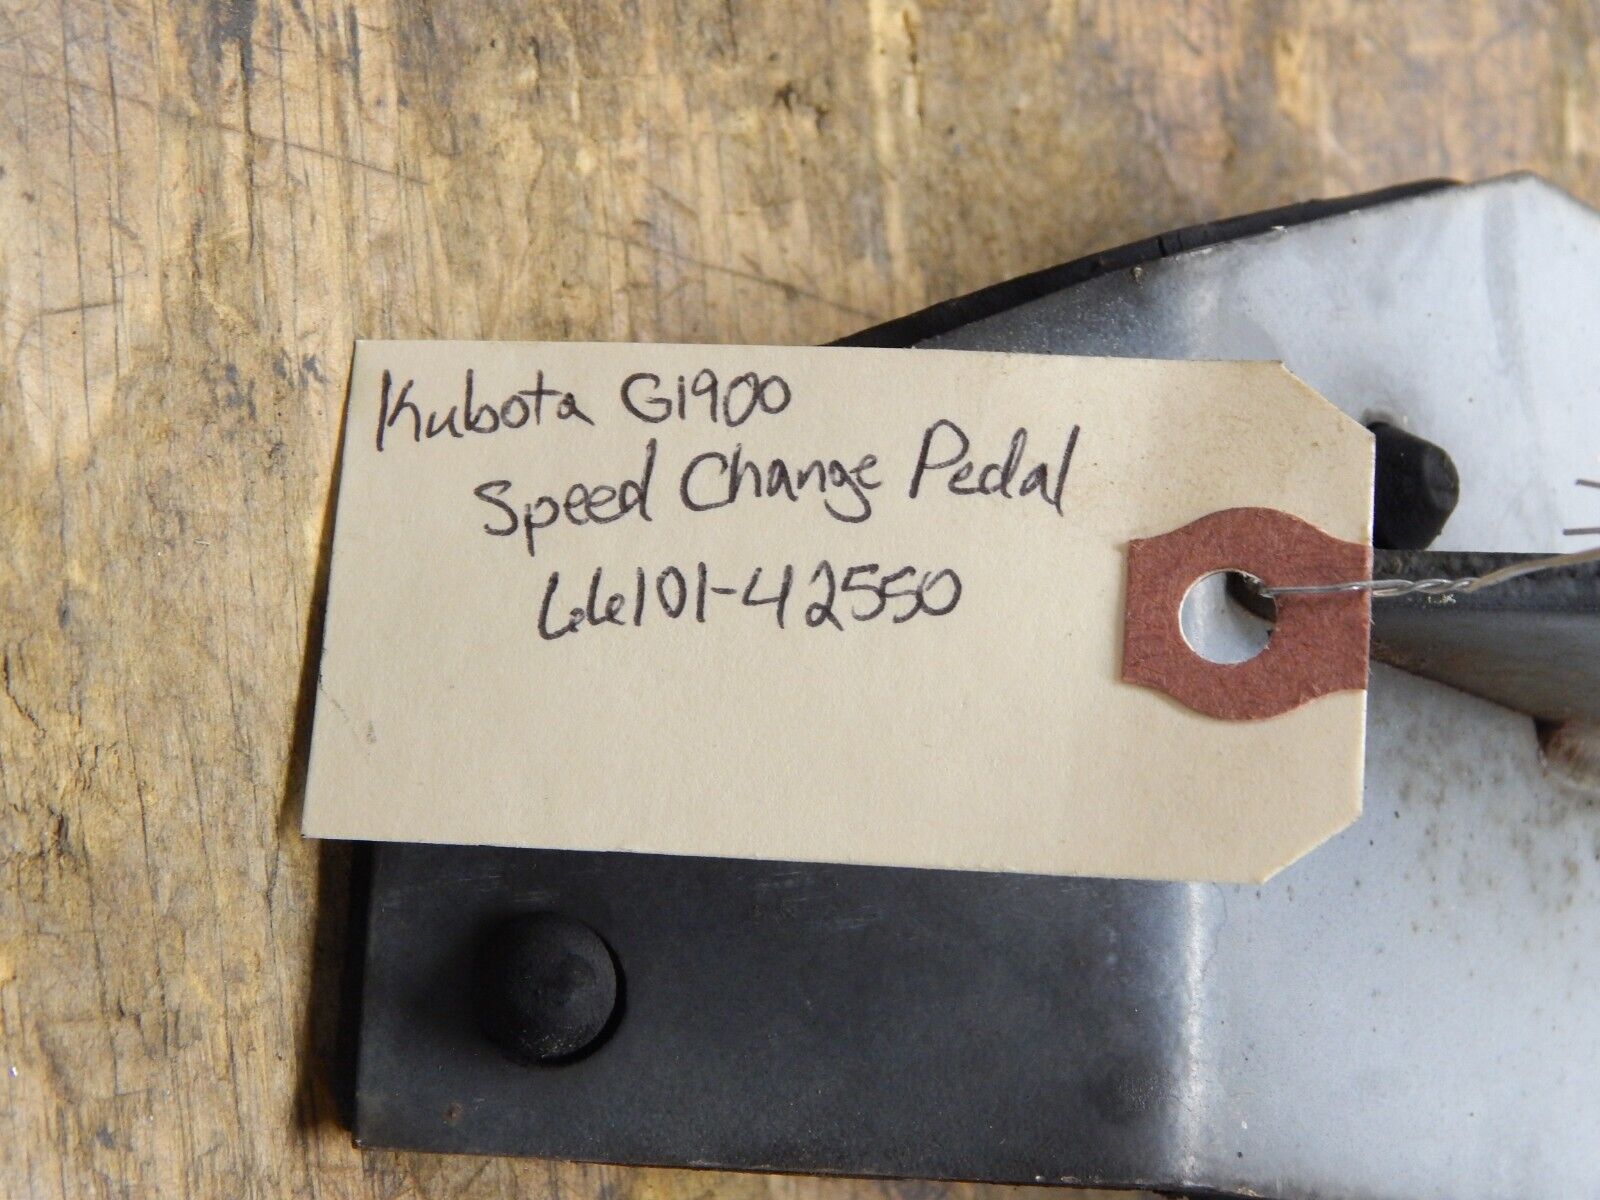 Kubota G1900
Speed Change Pedal
66101-42550